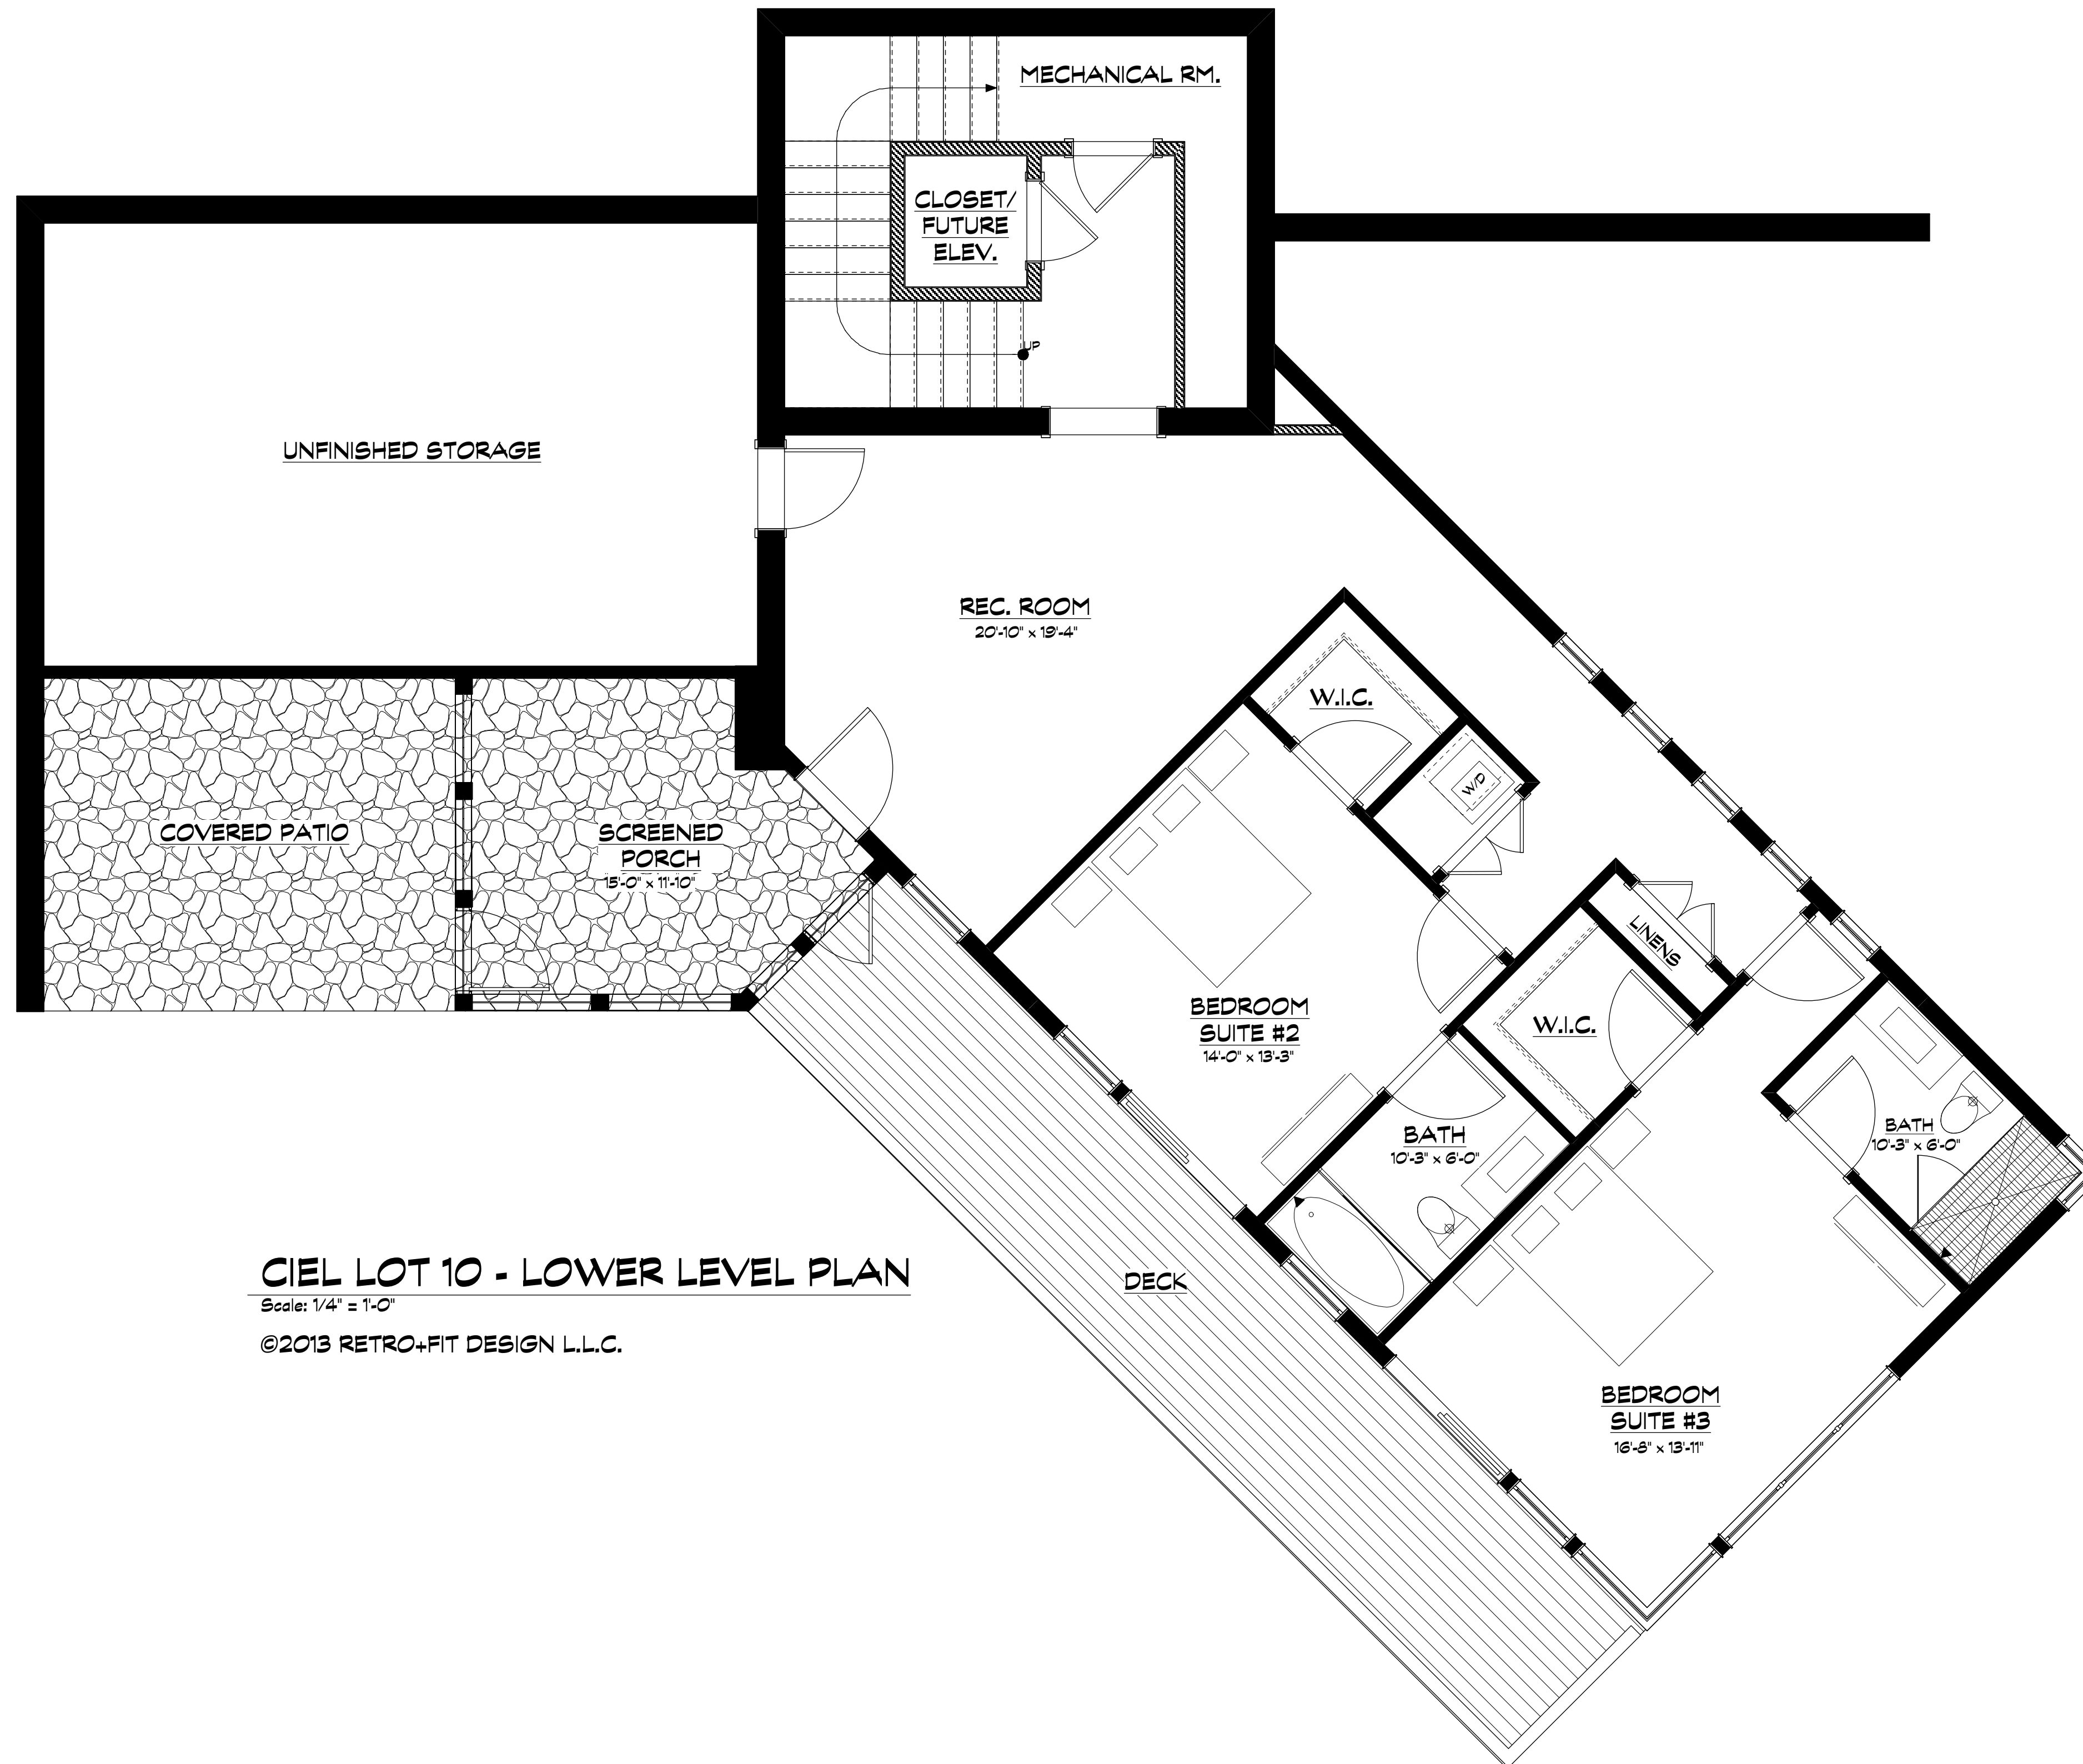 MECHANICAL RM.
CLOSET/
FUTURE
ELEV.
UP
UNFINISHED STORAGE
REC. ROOM
20'-10" x 19'-4"
W.I.C.
W/D
COVERED PATIO
SCREENED
PORCH
15'-0" x 11'-10"
LINENS
BEDROOM
SUITE #2
14'-0" x 13'-3"
W.I.C.
BATH
10'-3" x 6'-0"
BATH
10'-3" x 6'-0"
DECK
BEDROOM
SUITE #3
16'-8" x 13'-11"
CIEL LOT 10 - LOWER LEVEL PLAN
Scale: 1/4" = 1'-0"
©2013 RETRO+FIT DESIGN L.L.C.